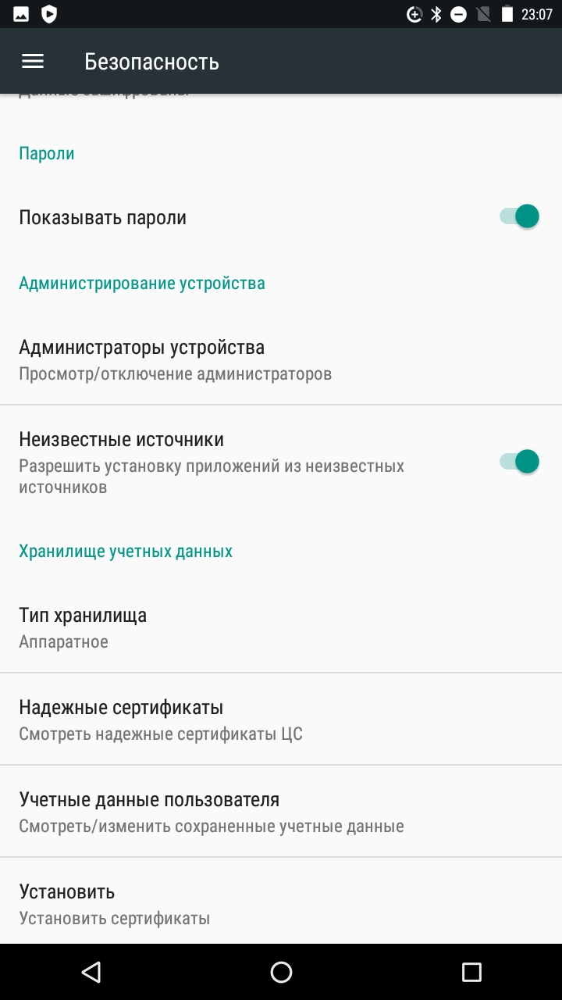 23:07
Безопасность
Данные зашифрованы
Пароли
Показывать пароли
Администрирование устройства
Администраторы устройства
Просмотр/отключение администраторов
Неизвестные источники
Разрешить установку приложений из неизвестных
источников
Хранилище учетных данных
Тип хранилища
Аппаратное
Надежные сертификаты
Смотреть надежные сертификаты ЦС
Учетные данные пользователя
Смотреть/изменить сохраненные учетные данные
Установить
Установить сертификаты